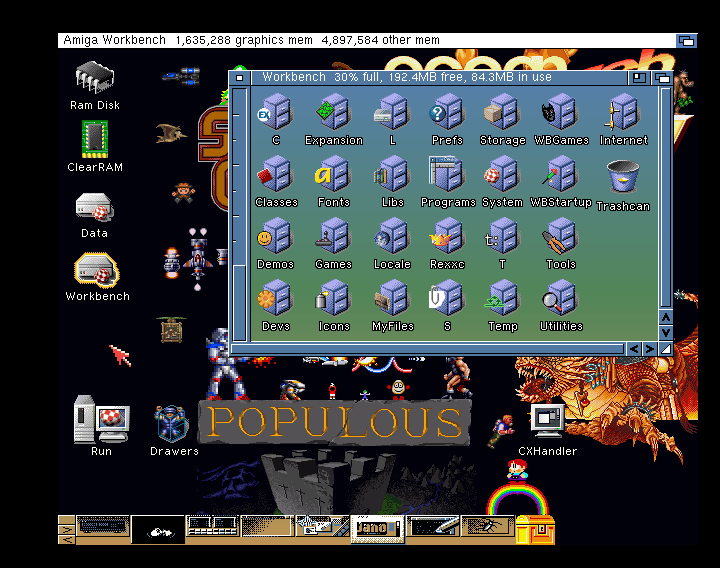 Amiga Workbench 1,635,288 graphics mem 4,897,584 other mem
Workbench 30% full, 192.4MB free, 84.3MB in use
Ram Disk
ClearRAM
Data
Workbench
C Expansion L Prefs Storage WBGames Internet
Classes Fonts Libs Programs System WBStartup Trashcan
Demos Games Locale Rexxc T Tools
Devs Icons MyFiles S Temp Utilities
POPULOUS
Run
Drawers
CXHandler